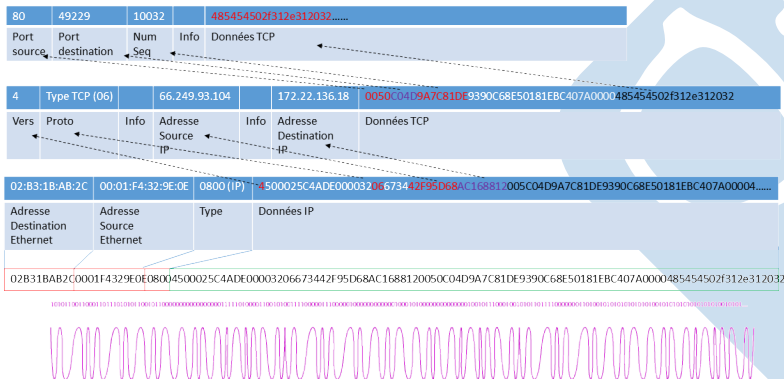 80 49229 10032 485454502f312e312032......
Port source Port destination Num Seq Info Données TCP
4 Type TCP (06) 66.249.93.104 172.22.136.18 0050C04D9A7C81DE9390C68E50181EBC407A0000485454502f312e312032
Vers Proto Info Adresse Source IP Info Adresse Destination IP Données TCP
02:B3:1B:AB:2C 00:01:F4:32:9E:0E 0800 (IP) 4500025C4ADE0000320667344 2F95D68AC168812005C04D9A7C81DE9390C68E50181EBC407A00004......
Adresse Destination Ethernet Adresse Source Ethernet Type Données IP
02B31BAB2C0001F4329E0E08004500025C4ADE00003206673442F95D68AC1688120050C04D9A7C81DE9390C68E50181EBC407A0000485454502f312e312032